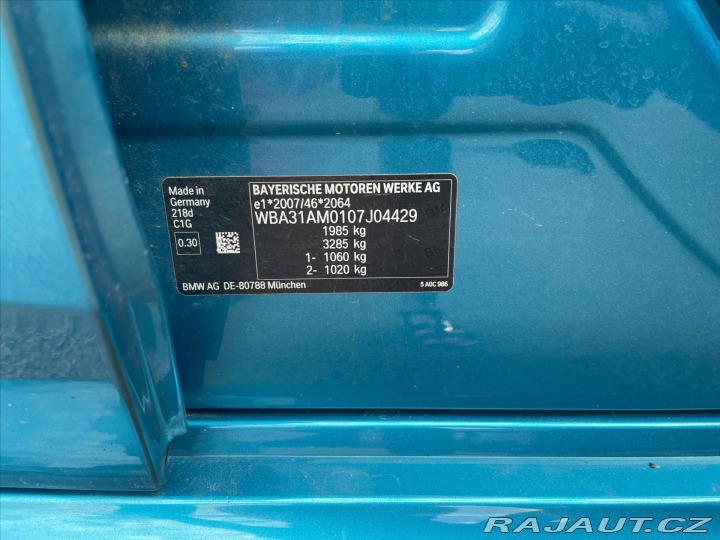 Made in
Germany
218d
C1G
0.30
BAYERISCHE MOTOREN WERKE AG
e1*2007/46*2064
WBA31AM0107J04429
1985 kg
3285 kg
1- 1060 kg
2- 1020 kg
BMW AG DE-80788 München
5 A0C 986
RAJAUT.CZ